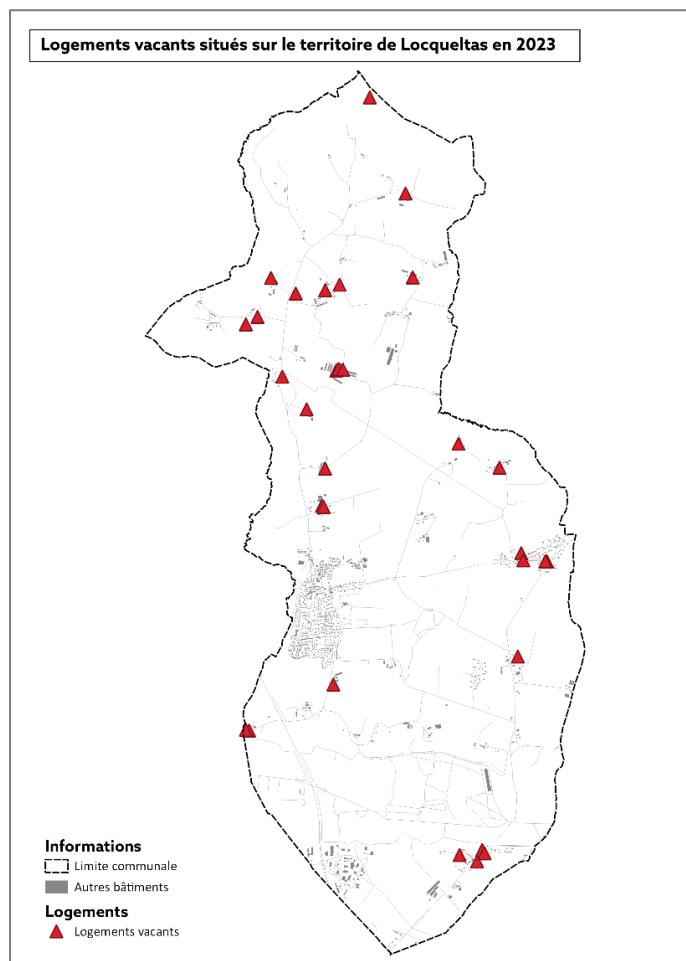 Logements vacants situés sur le territoire de Locqueltas en 2023
Informations
Limite communale
Autres bâtiments
Logements
Logements vacants